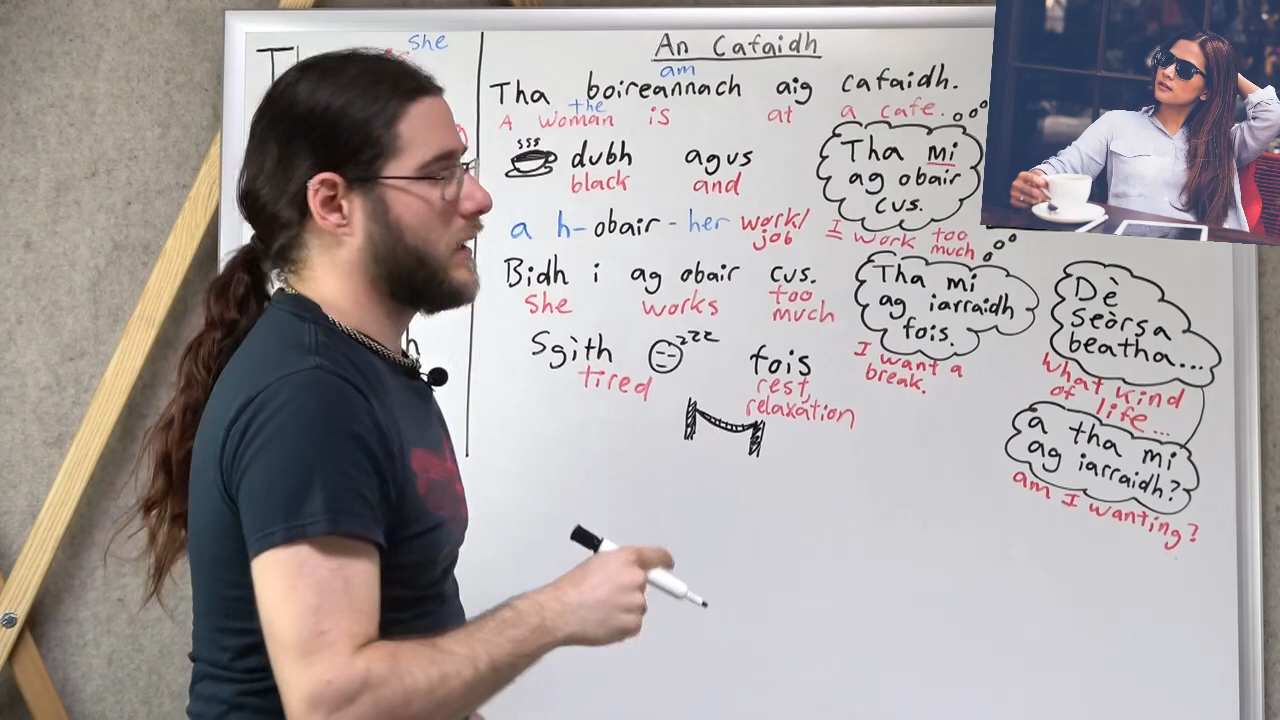 she
An Cafaidh
am
Tha boireannach aig cafaidh.
the
A woman is at a cafe.
dubh agus
black and
Tha mi
ag obair
cus.
I work too
much
a h-obair - her work/
job
Bidh i ag obair cus.
She works too
much
Tha mi
ag iarraidh
fois.
I want a
break.
Sgìth zzz fois
tired rest,
relaxation
Dè
seòrsa
beatha...
What kind
of life...
a tha mi
ag iarraidh?
am I wanting?